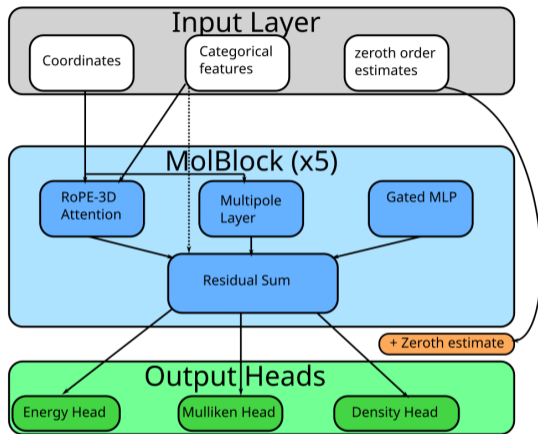 Input Layer
Coordinates
Categorical
features
zeroth order
estimates
MolBlock (x5)
RoPE-3D
Attention
Multipole
Layer
Gated MLP
Residual Sum
+ Zeroth estimate
Output Heads
Energy Head
Mulliken Head
Density Head